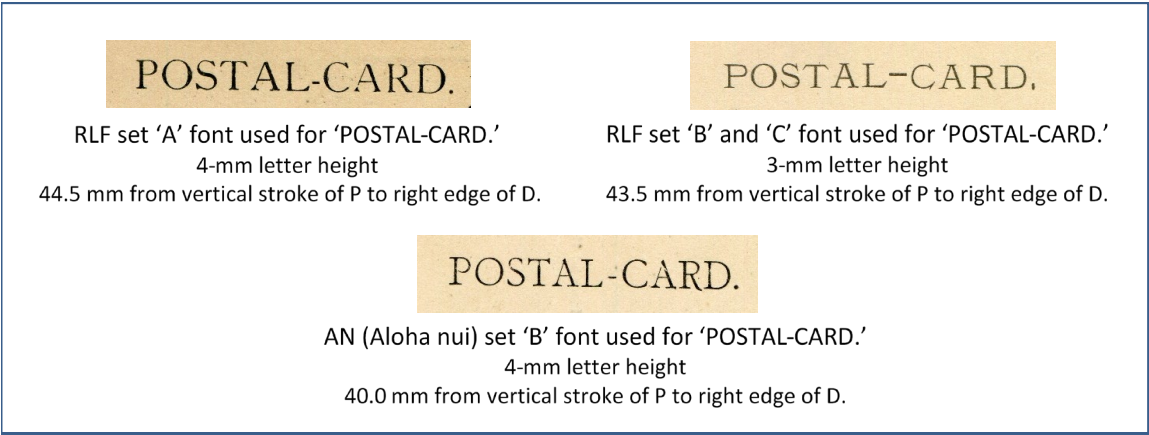 POSTAL-CARD.
RLF set ‘A’ font used for ‘POSTAL-CARD.’
4-mm letter height
44.5 mm from vertical stroke of P to right edge of D.
POSTAL-CARD.
RLF set ‘B’ and ‘C’ font used for ‘POSTAL-CARD.’
3-mm letter height
43.5 mm from vertical stroke of P to right edge of D.
POSTAL-CARD.
AN (Aloha nui) set ‘B’ font used for ‘POSTAL-CARD.’
4-mm letter height
40.0 mm from vertical stroke of P to right edge of D.